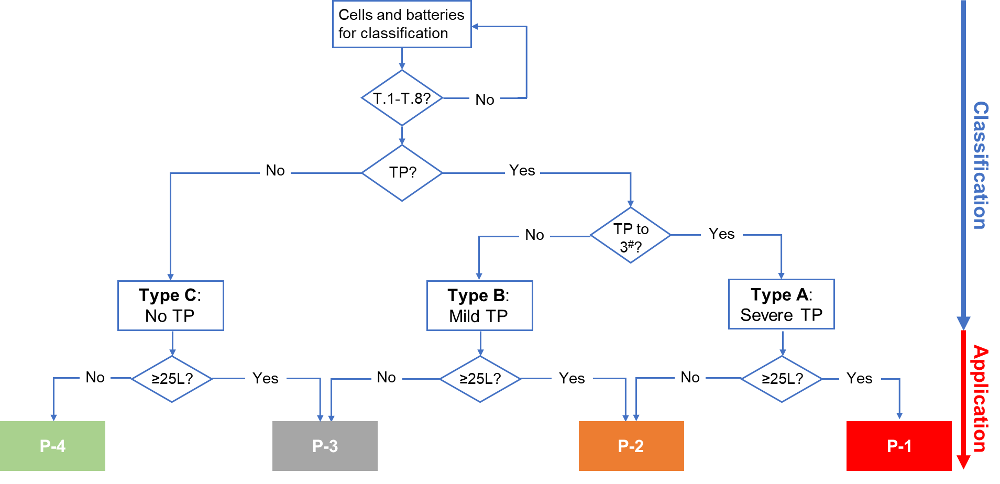 Cells and batteries
for classification
T.1-T.8?
No
TP?
No
Yes
TP to
3#?
No
Yes
Type C:
No TP
Type B:
Mild TP
Type A:
Severe TP
≥25L?
No
Yes
≥25L?
No
Yes
≥25L?
No
Yes
P-4
P-3
P-2
P-1
Classification
Application